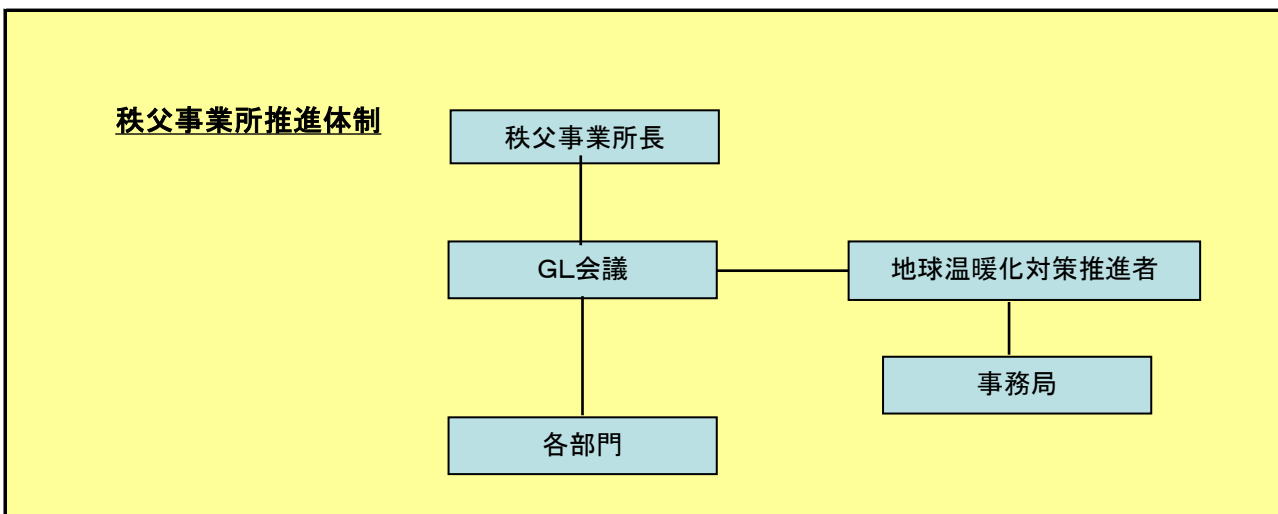 秩父事業所推進体制
秩父事業所長
GL会議
地球温暖化対策推進者
事務局
各部門